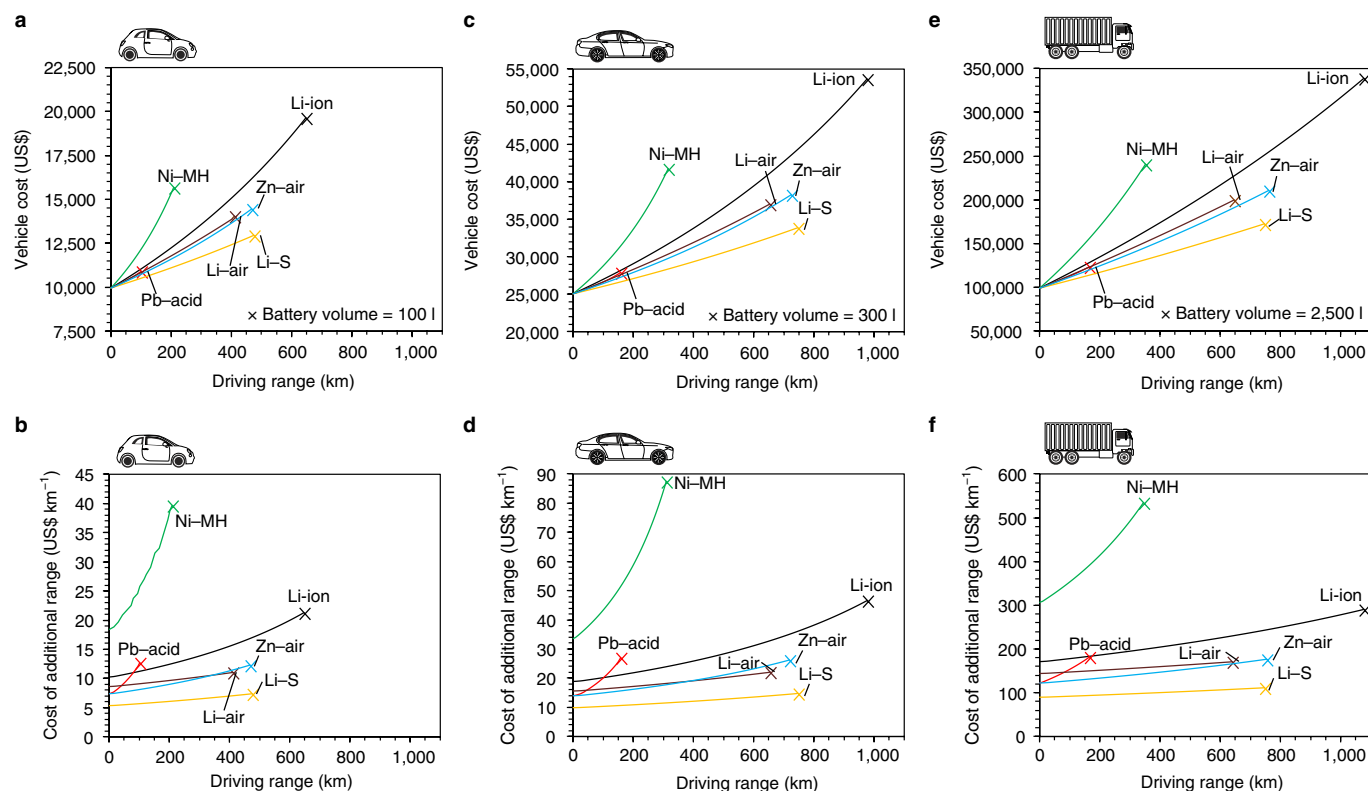 a
Vehicle cost (US$)
22,500
20,000
17,500
15,000
12,500
10,000
7,500
Li-ion
Ni–MH
Zn–air
Li–S
Li–air
Pb–acid
× Battery volume = 100 l
0 200 400 600 800 1,000
Driving range (km)
c
Vehicle cost (US$)
55,000
50,000
45,000
40,000
35,000
30,000
25,000
20,000
Li-ion
Ni–MH
Li–air
Zn–air
Li–S
Pb–acid
× Battery volume = 300 l
0 200 400 600 800 1,000
Driving range (km)
e
Vehicle cost (US$)
350,000
300,000
250,000
200,000
150,000
100,000
50,000
Li-ion
Ni–MH
Li–air
Zn–air
Li–S
Pb–acid
× Battery volume = 2,500 l
0 200 400 600 800 1,000
Driving range (km)
b
Cost of additional range (US$ km⁻¹)
45
40
35
30
25
20
15
10
5
0
Ni–MH
Li-ion
Pb–acid
Zn–air
Li–S
Li–air
0 200 400 600 800 1,000
Driving range (km)
d
Cost of additional range (US$ km⁻¹)
90
80
70
60
50
40
30
20
10
0
Ni–MH
Li-ion
Pb–acid
Li–air
Zn–air
Li–S
0 200 400 600 800 1,000
Driving range (km)
f
Cost of additional range (US$ km⁻¹)
600
500
400
300
200
100
0
Ni–MH
Li-ion
Pb–acid
Li–air
Zn–air
Li–S
0 200 400 600 800 1,000
Driving range (km)